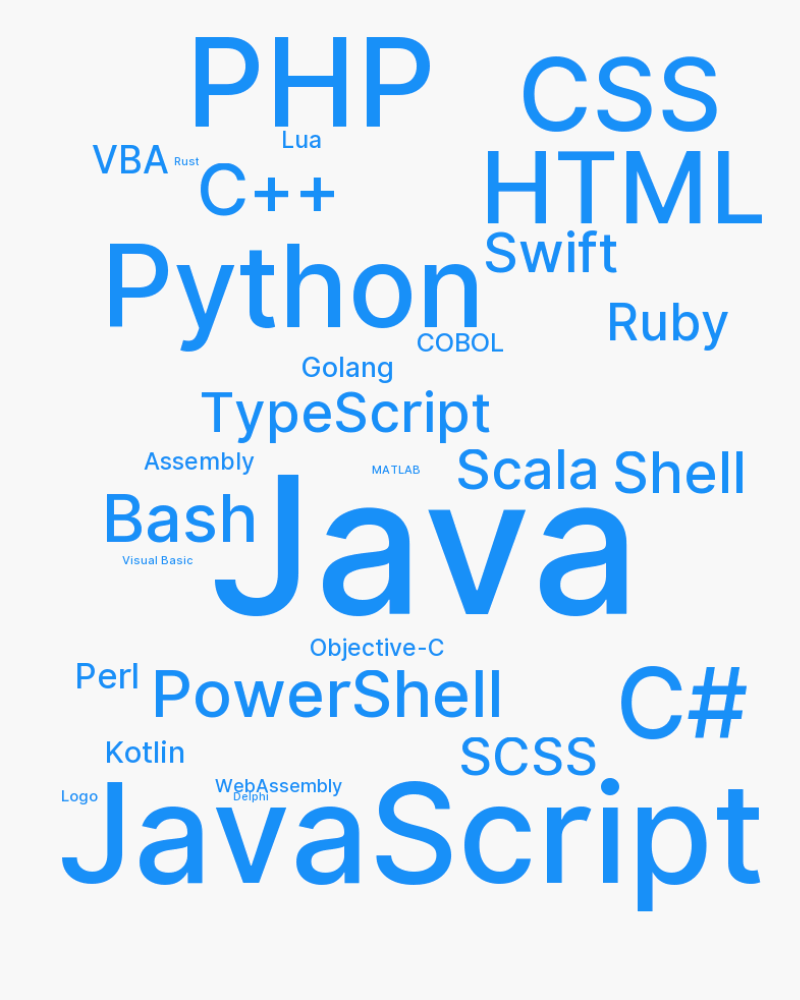 PHP
CSS
Lua
VBA
Rust
C++
HTML
Swift
Python
Ruby
COBOL
Golang
TypeScript
Assembly
MATLAB
Scala
Shell
Bash
Java
Visual Basic
Objective-C
Perl
PowerShell
C#
Kotlin
SCSS
WebAssembly
Logo
Delphi
JavaScript